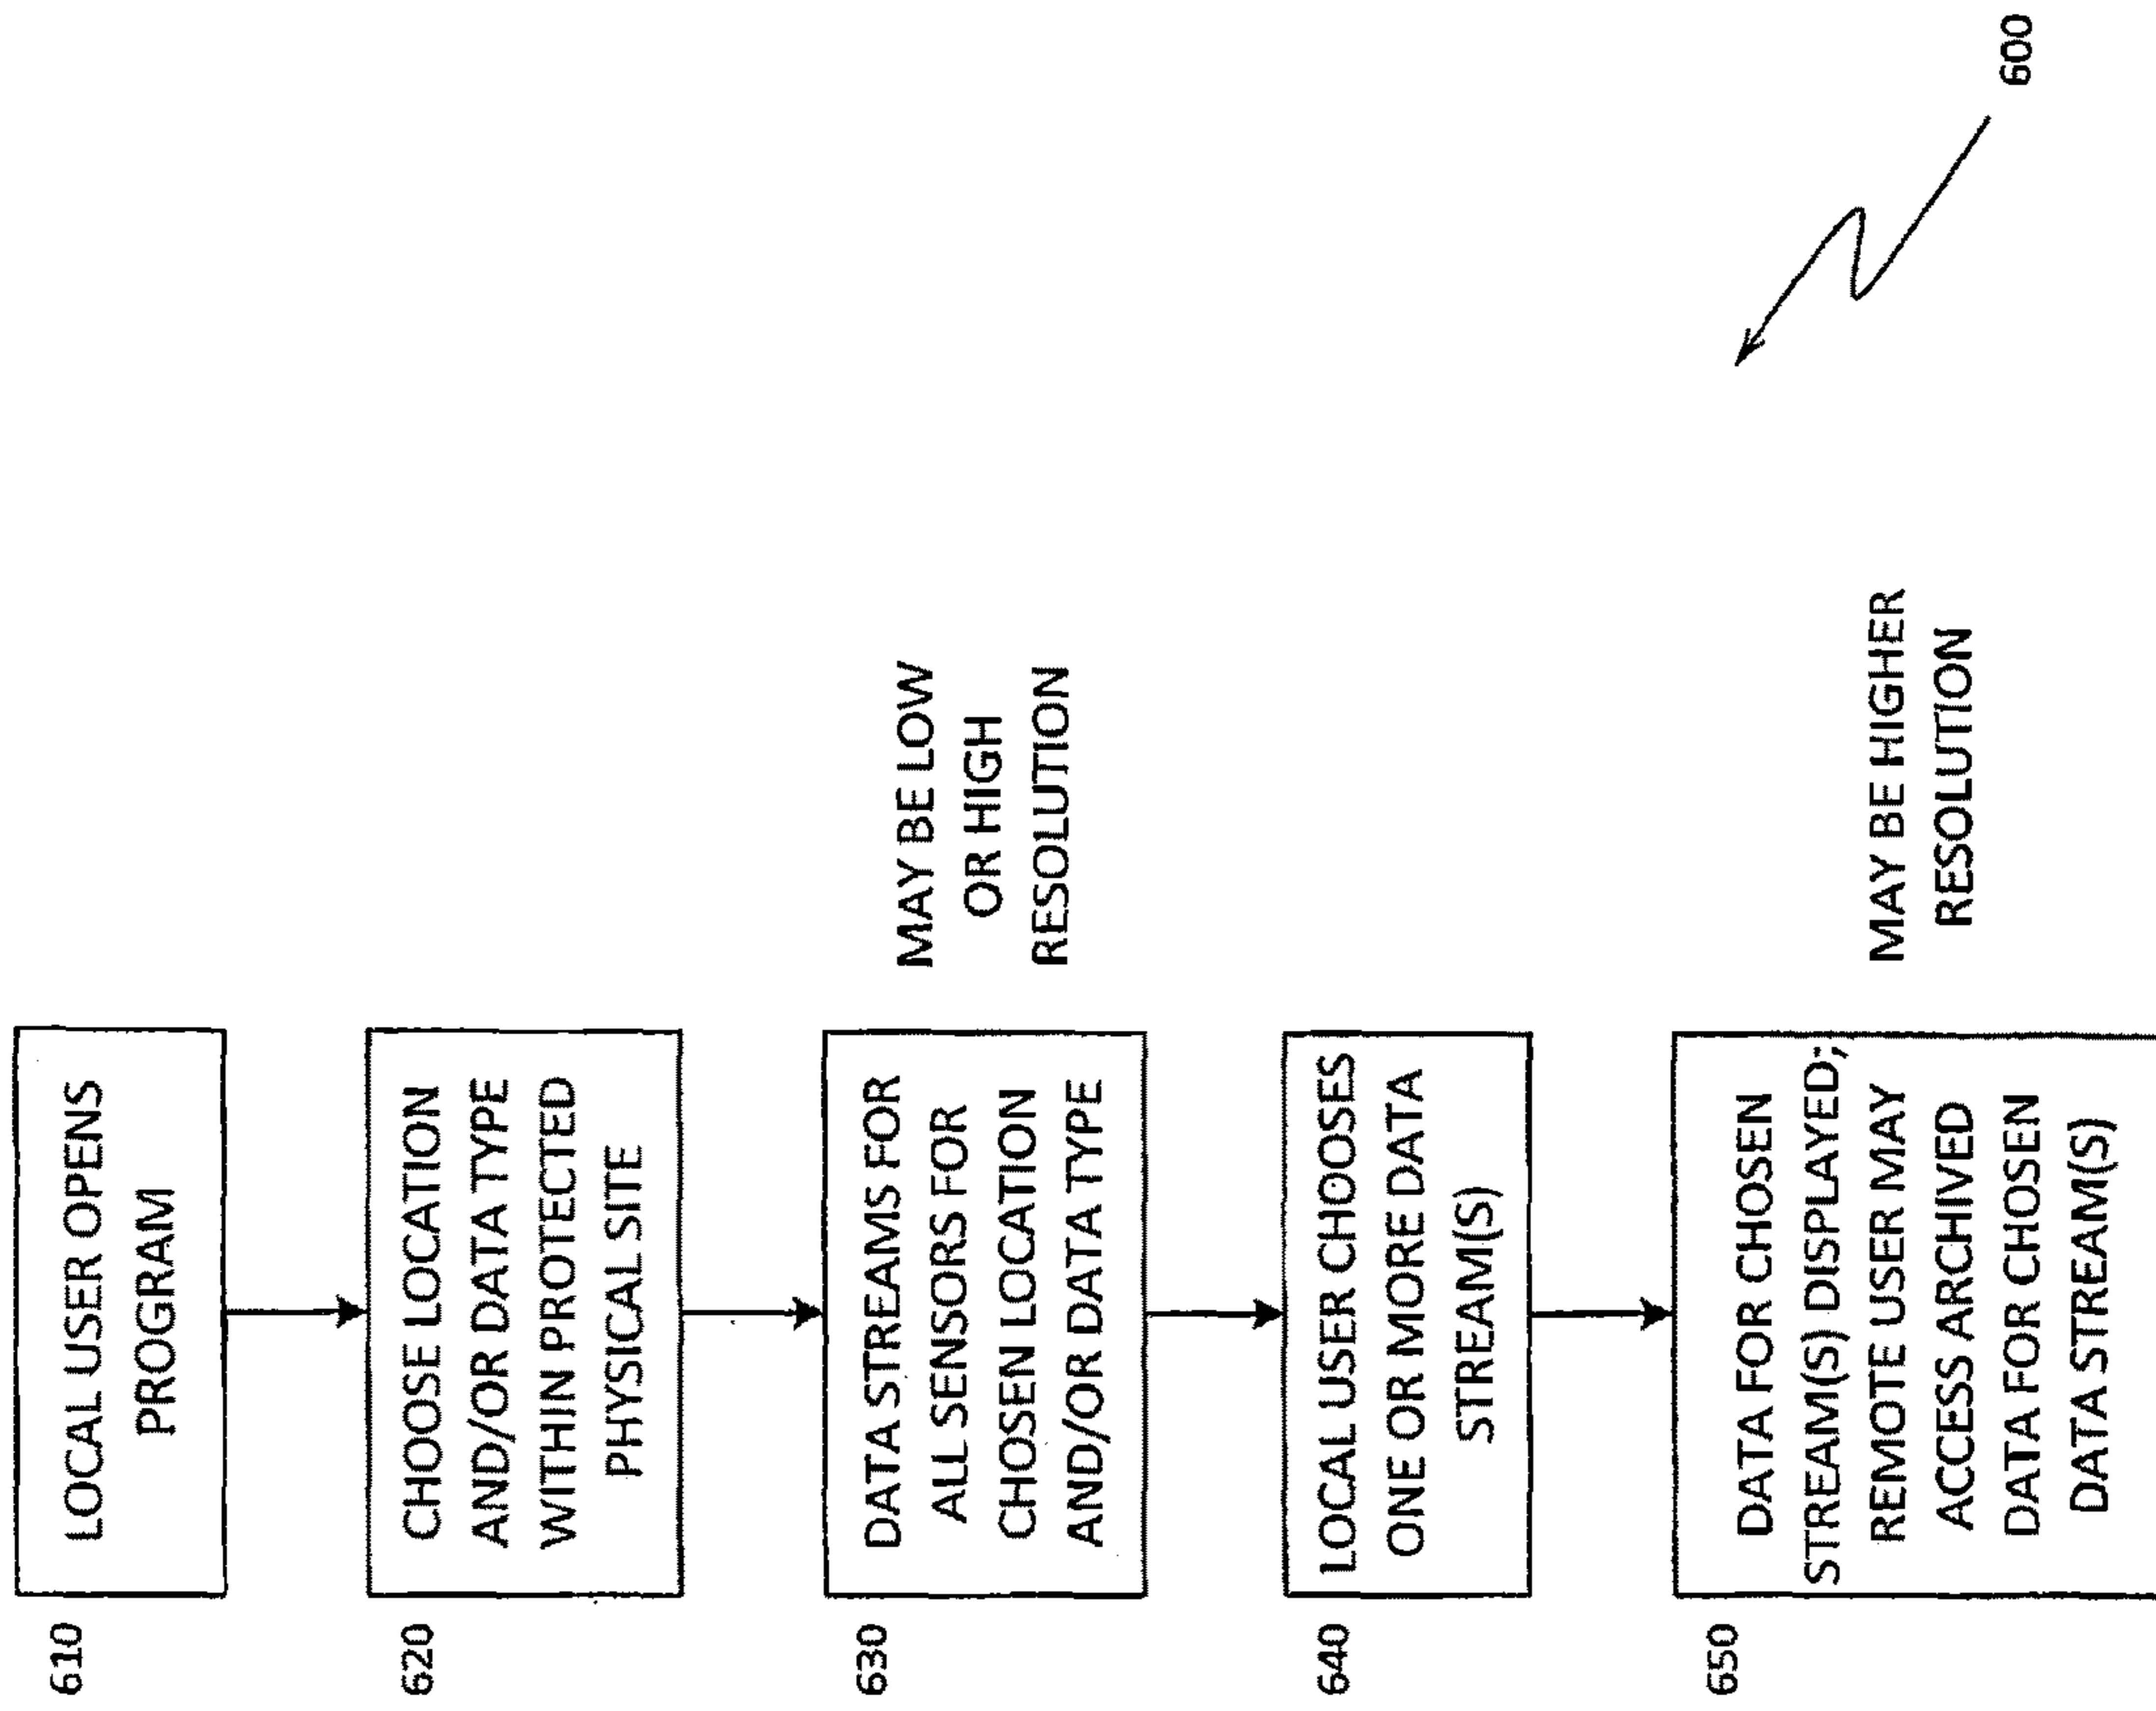 610
LOCAL USER OPENS
PROGRAM
620
CHOOSE LOCATION
AND/OR DATA TYPE
WITHIN PROTECTED
PHYSICAL SITE
630
DATA STREAMS FOR
ALL SENSORS FOR
CHOSEN LOCATION
AND/OR DATA TYPE
MAY BE LOW
OR HIGH
RESOLUTION
640
LOCAL USER CHOOSES
ONE OR MORE DATA
STREAM(S)
650
DATA FOR CHOSEN
STREAM(S) DISPLAYED;
REMOTE USER MAY
ACCESS ARCHIVED
DATA FOR CHOSEN
DATA STREAM(S)
MAY BE HIGHER
RESOLUTION
600